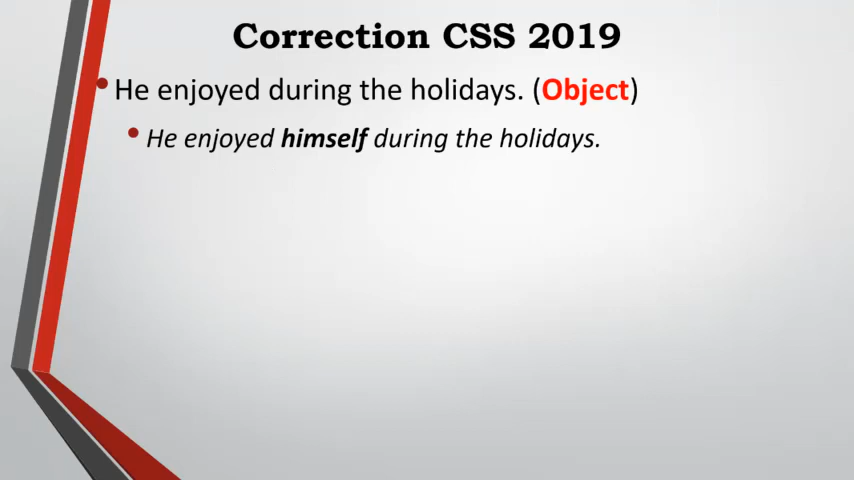 Correction CSS 2019
He enjoyed during the holidays. (Object)
He enjoyed himself during the holidays.